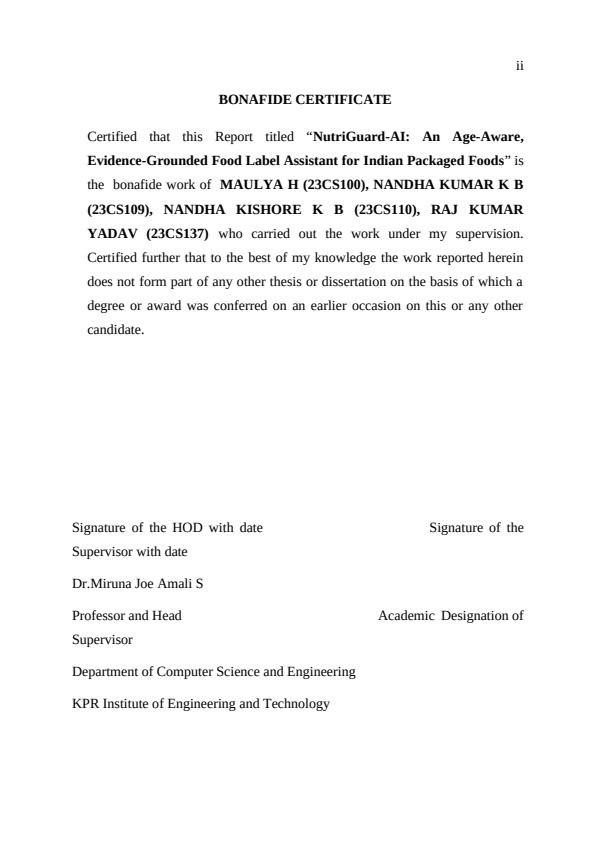 ii
BONAFIDE CERTIFICATE
Certified that this Report titled “NutriGuard-AI: An Age-Aware,
Evidence-Grounded Food Label Assistant for Indian Packaged Foods” is
the bonafide work of MAULYA H (23CS100), NANDHA KUMAR K B
(23CS109), NANDHA KISHORE K B (23CS110), RAJ KUMAR
YADAV (23CS137) who carried out the work under my supervision.
Certified further that to the best of my knowledge the work reported herein
does not form part of any other thesis or dissertation on the basis of which a
degree or award was conferred on an earlier occasion on this or any other
candidate.
Signature of the HOD with date Signature of the
Supervisor with date
Dr.Miruna Joe Amali S
Professor and Head Academic Designation of
Supervisor
Department of Computer Science and Engineering
KPR Institute of Engineering and Technology